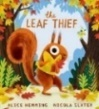 the
LEAF THIEF
ALICE HEMMING · NICOLA SLATER